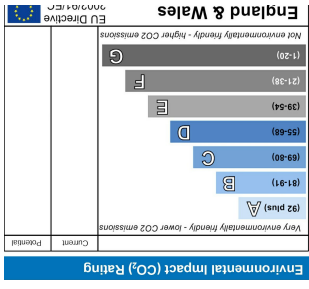 Environmental Impact (CO₂) Rating
Current Potential
Very environmentally friendly - lower CO2 emissions
(92 plus) A
(81-91) B
(69-80) C
(55-68) D
(39-54) E
(21-38) F
(1-20) G
Not environmentally friendly - higher CO2 emissions
England & Wales EU Directive
2002/91/EC